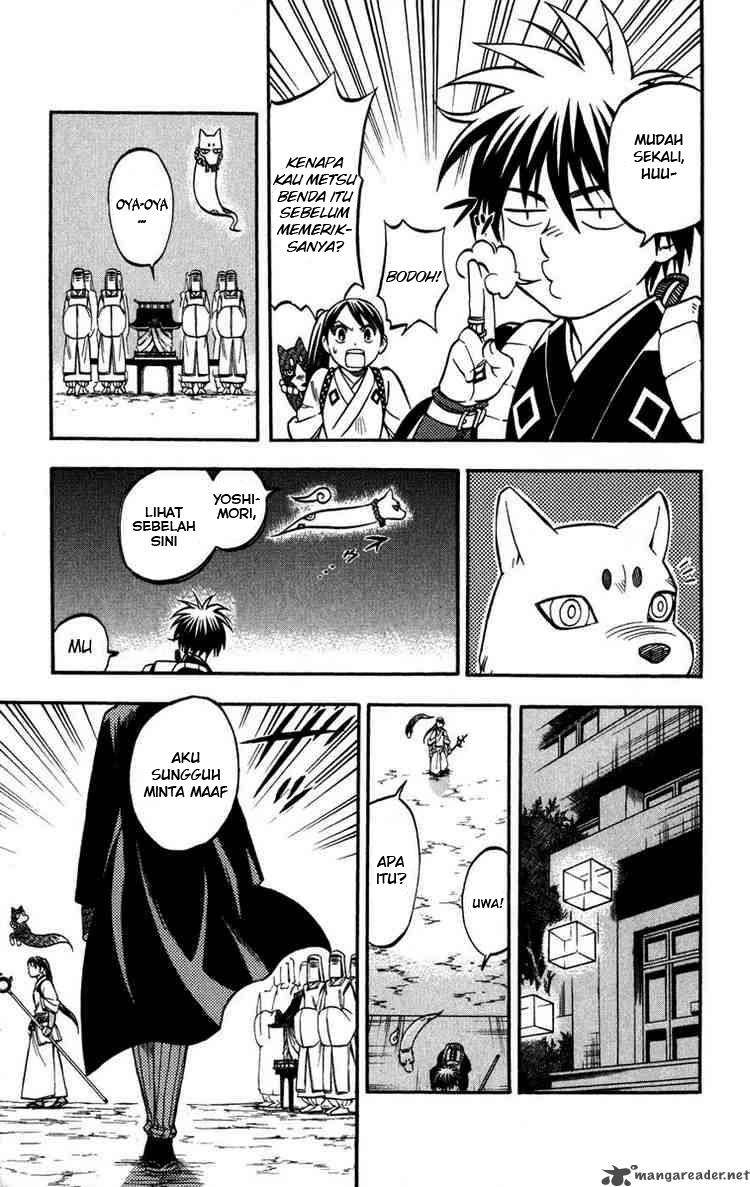 MUDAH
SEKALI,
HUU-
KENAPA
KAU METSU
BENDA ITU
SEBELUM
MEMERIK-
SANYA?
BODOH!
OYA-OYA
...
YOSHI-
MORI,
LIHAT
SEBELAH
SINI
MU
UWA!
APA
ITU?
AKU
SUNGGUH
MINTA MAAF
mangareader.net